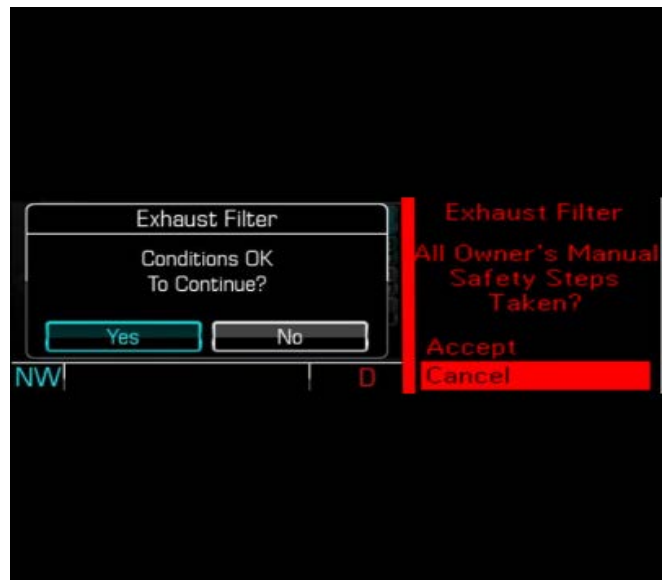 Exhaust Filter
Conditions OK
To Continue?
Yes
No
NW
D
Exhaust Filter
All Owner's Manual
Safety Steps
Taken?
Accept
Cancel